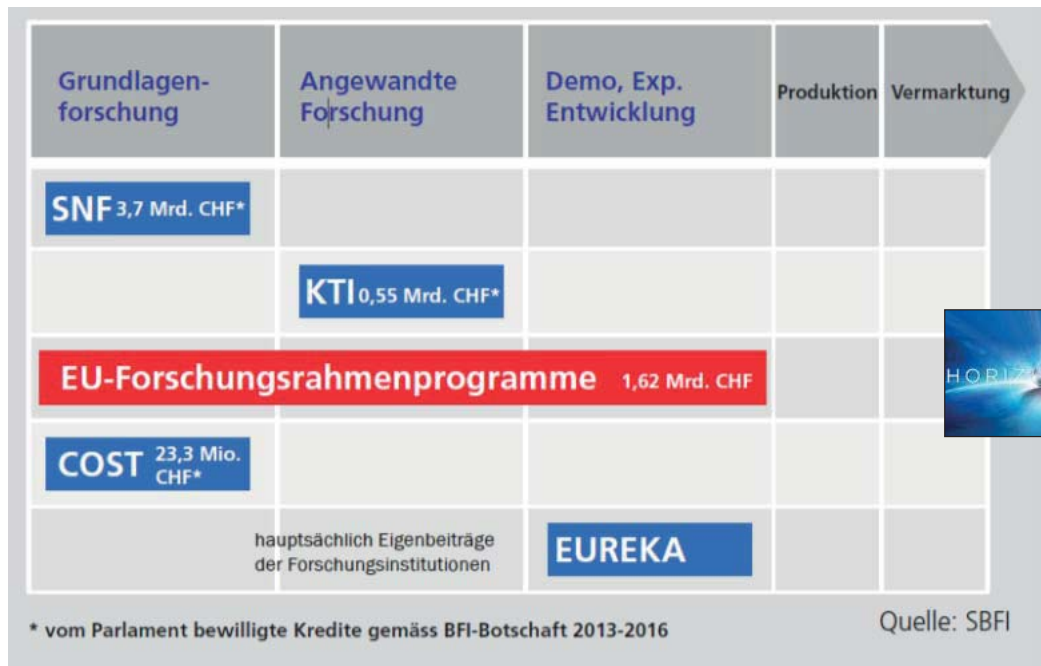 Grundlagen-
forschung
Angewandte
Forschung
Demo, Exp.
Entwicklung
Produktion
Vermarktung
SNF 3,7 Mrd. CHF*
KTI 0,55 Mrd. CHF*
EU-Forschungsrahmenprogramme 1,62 Mrd. CHF
HORIZ
COST 23,3 Mio.
CHF*
hauptsächlich Eigenbeiträge
der Forschungsinstitutionen
EUREKA
* vom Parlament bewilligte Kredite gemäss BFI-Botschaft 2013-2016
Quelle: SBFI